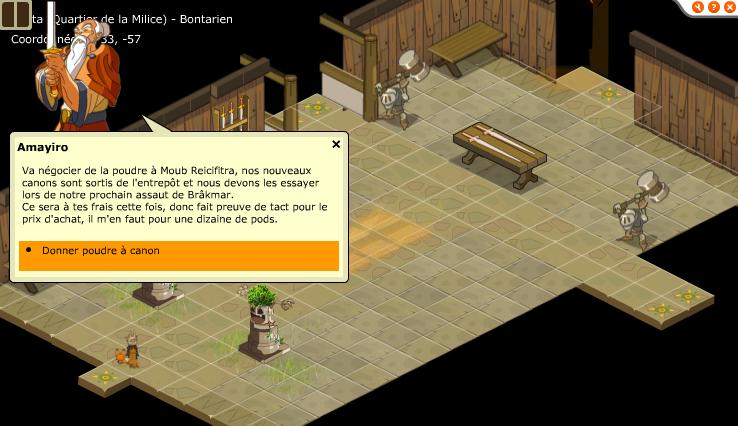 ta (Quartier de la Milice) - Bontarien
Coordonnées 33, -57
Amayiro
Va négocier de la poudre à Moub Reicifitra, nos nouveaux
canons sont sortis de l'entrepôt et nous devons les essayer
lors de notre prochain assaut de Brâkmar.
Ce sera à tes frais cette fois, donc fait preuve de tact pour le
prix d'achat, il m'en faut pour une dizaine de pods.
Donner poudre à canon